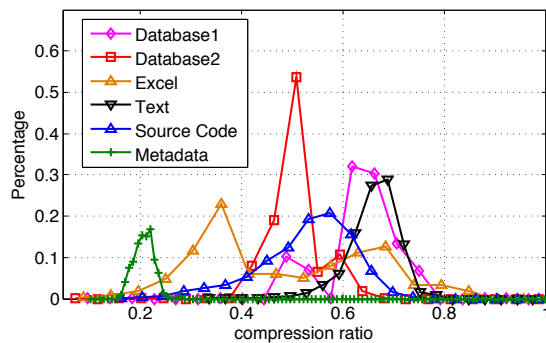 0.6
0.5
0.4
0.3
0.2
0.1
0
Percentage
Database1
Database2
Excel
Text
Source Code
Metadata
0.2 0.4 0.6 0.8 1
compression ratio